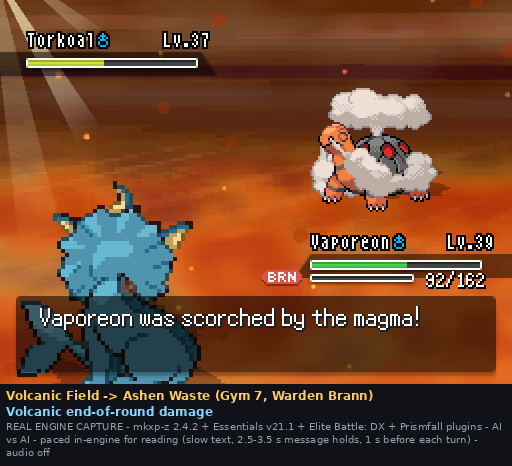 Torkoal♂ Lv.37
Vaporeon♂ Lv.39
BRN 92/162
Vaporeon was scorched by the magma!
Volcanic Field -> Ashen Waste (Gym 7, Warden Brann)
Volcanic end-of-round damage
REAL ENGINE CAPTURE - mkxp-z 2.4.2 + Essentials v21.1 + Elite Battle: DX + Prismfall plugins - AI
vs AI - paced in-engine for reading (slow text, 2.5-3.5 s message holds, 1 s before each turn) -
audio off